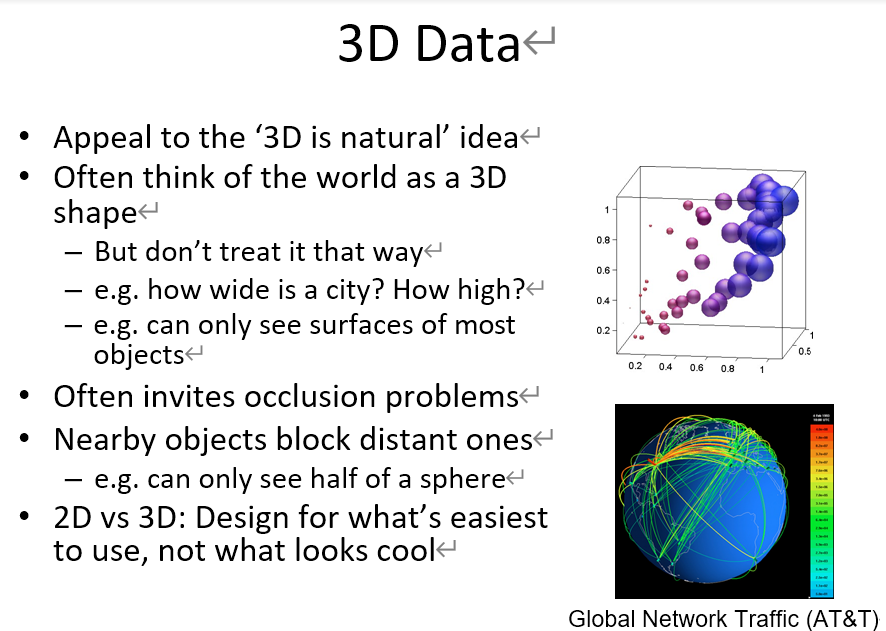 3D Data↵
• Appeal to the ‘3D is natural’ idea↵
• Often think of the world as a 3D
shape↵
– But don’t treat it that way↵
– e.g. how wide is a city? How high?↵
– e.g. can only see surfaces of most
objects↵
• Often invites occlusion problems↵
• Nearby objects block distant ones↵
– e.g. can only see half of a sphere↵
• 2D vs 3D: Design for what’s easiest
to use, not what looks cool↵
1
0.8
0.6
0.4
0.2
0.2 0.4 0.6 0.8 1
0.5
1
Global Network Traffic (AT&T)